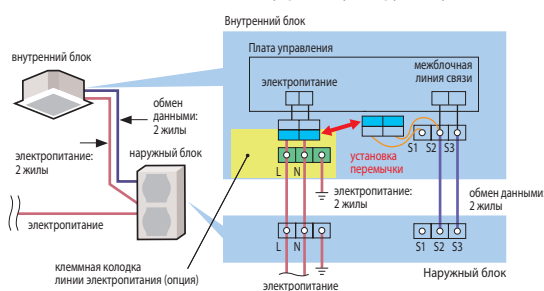 Внутренний блок
Плата управления
внутренний блок
электропитание
межблочная
линия связи
обмен
данными:
2 жилы
S1 S2 S3
электропитание:
2 жилы
наружный блок
установка
перемычки
L N
электропитание:
2 жилы
обмен данными:
2 жилы
электропитание
L N
S1 S2 S3
клеммная колодка
линии электропитания (опция)
Наружный блок
электропитание